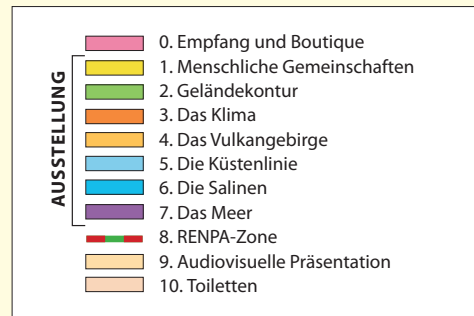 0. Empfang und Boutique
AUSSTELLUNG
1. Menschliche Gemeinschaften
2. Geländekontur
3. Das Klima
4. Das Vulkangebirge
5. Die Küstenlinie
6. Die Salinen
7. Das Meer
8. RENPA-Zone
9. Audiovisuelle Präsentation
10. Toiletten